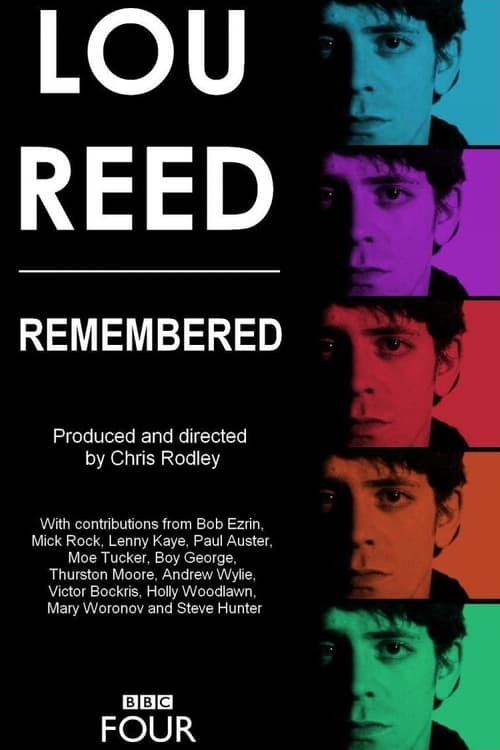 LOU
REED
REMEMBERED
Produced and directed
by Chris Rodley
With contributions from Bob Ezrin,
Mick Rock, Lenny Kaye, Paul Auster,
Moe Tucker, Boy George,
Thurston Moore, Andrew Wylie,
Victor Bockris, Holly Woodlawn,
Mary Woronov and Steve Hunter
BBC
FOUR